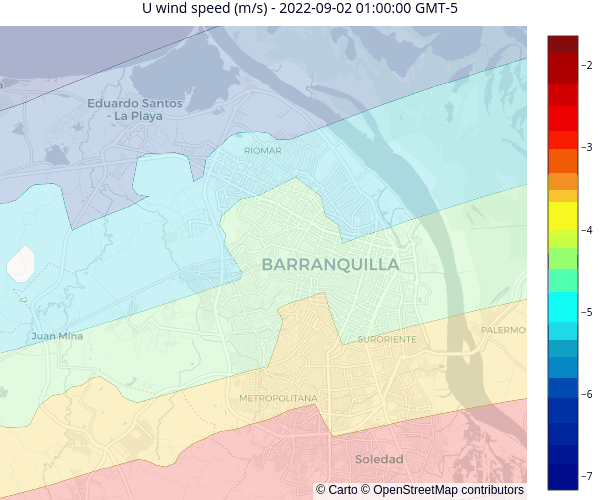 U wind speed (m/s) - 2022-09-02 01:00:00 GMT-5
Eduardo Santos
- La Playa
RIOMAR
BARRANQUILLA
Juan Mina
SURORIENTE
PALERMO
METROPOLITANA
Soledad
© Carto © OpenStreetMap contributors
−2
−3
−4
−5
−6
−7